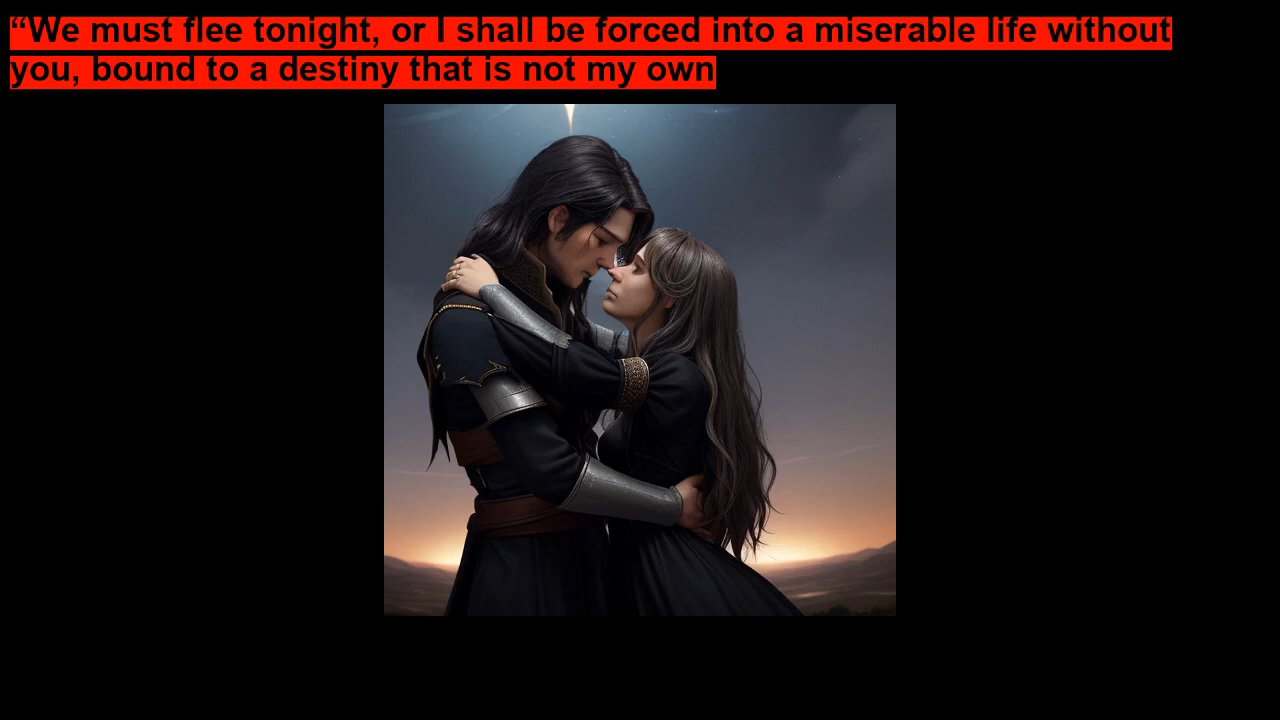 “We must flee tonight, or I shall be forced into a miserable life without
you, bound to a destiny that is not my own